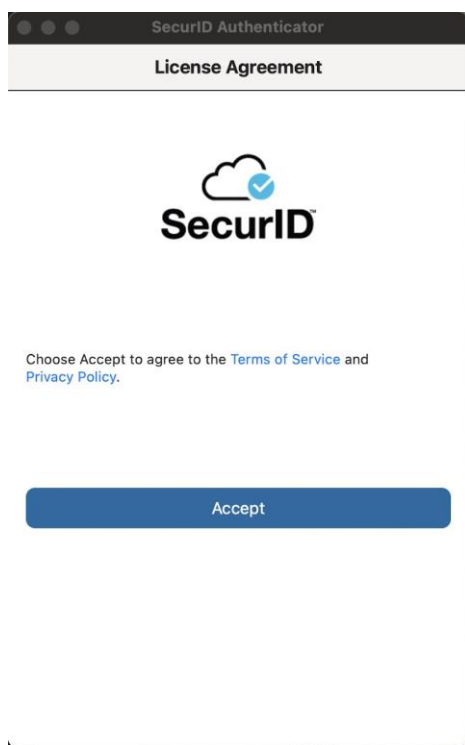 SecurID Authenticator
License Agreement
SecurID™
Choose Accept to agree to the Terms of Service and
Privacy Policy.
Accept